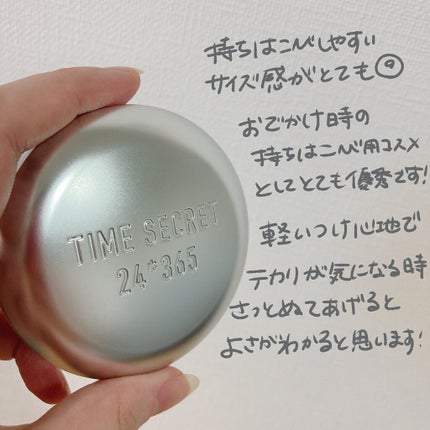 持ちはこびしやすい
サイズ感がとても◎
おでかけ時の
持ちはこび用コスメ
としてとても優秀です!
軽いつけ心地で
テカリが気になる時
さっとぬてあげると
よさがわかると思います!
TIME SECRET
24*365